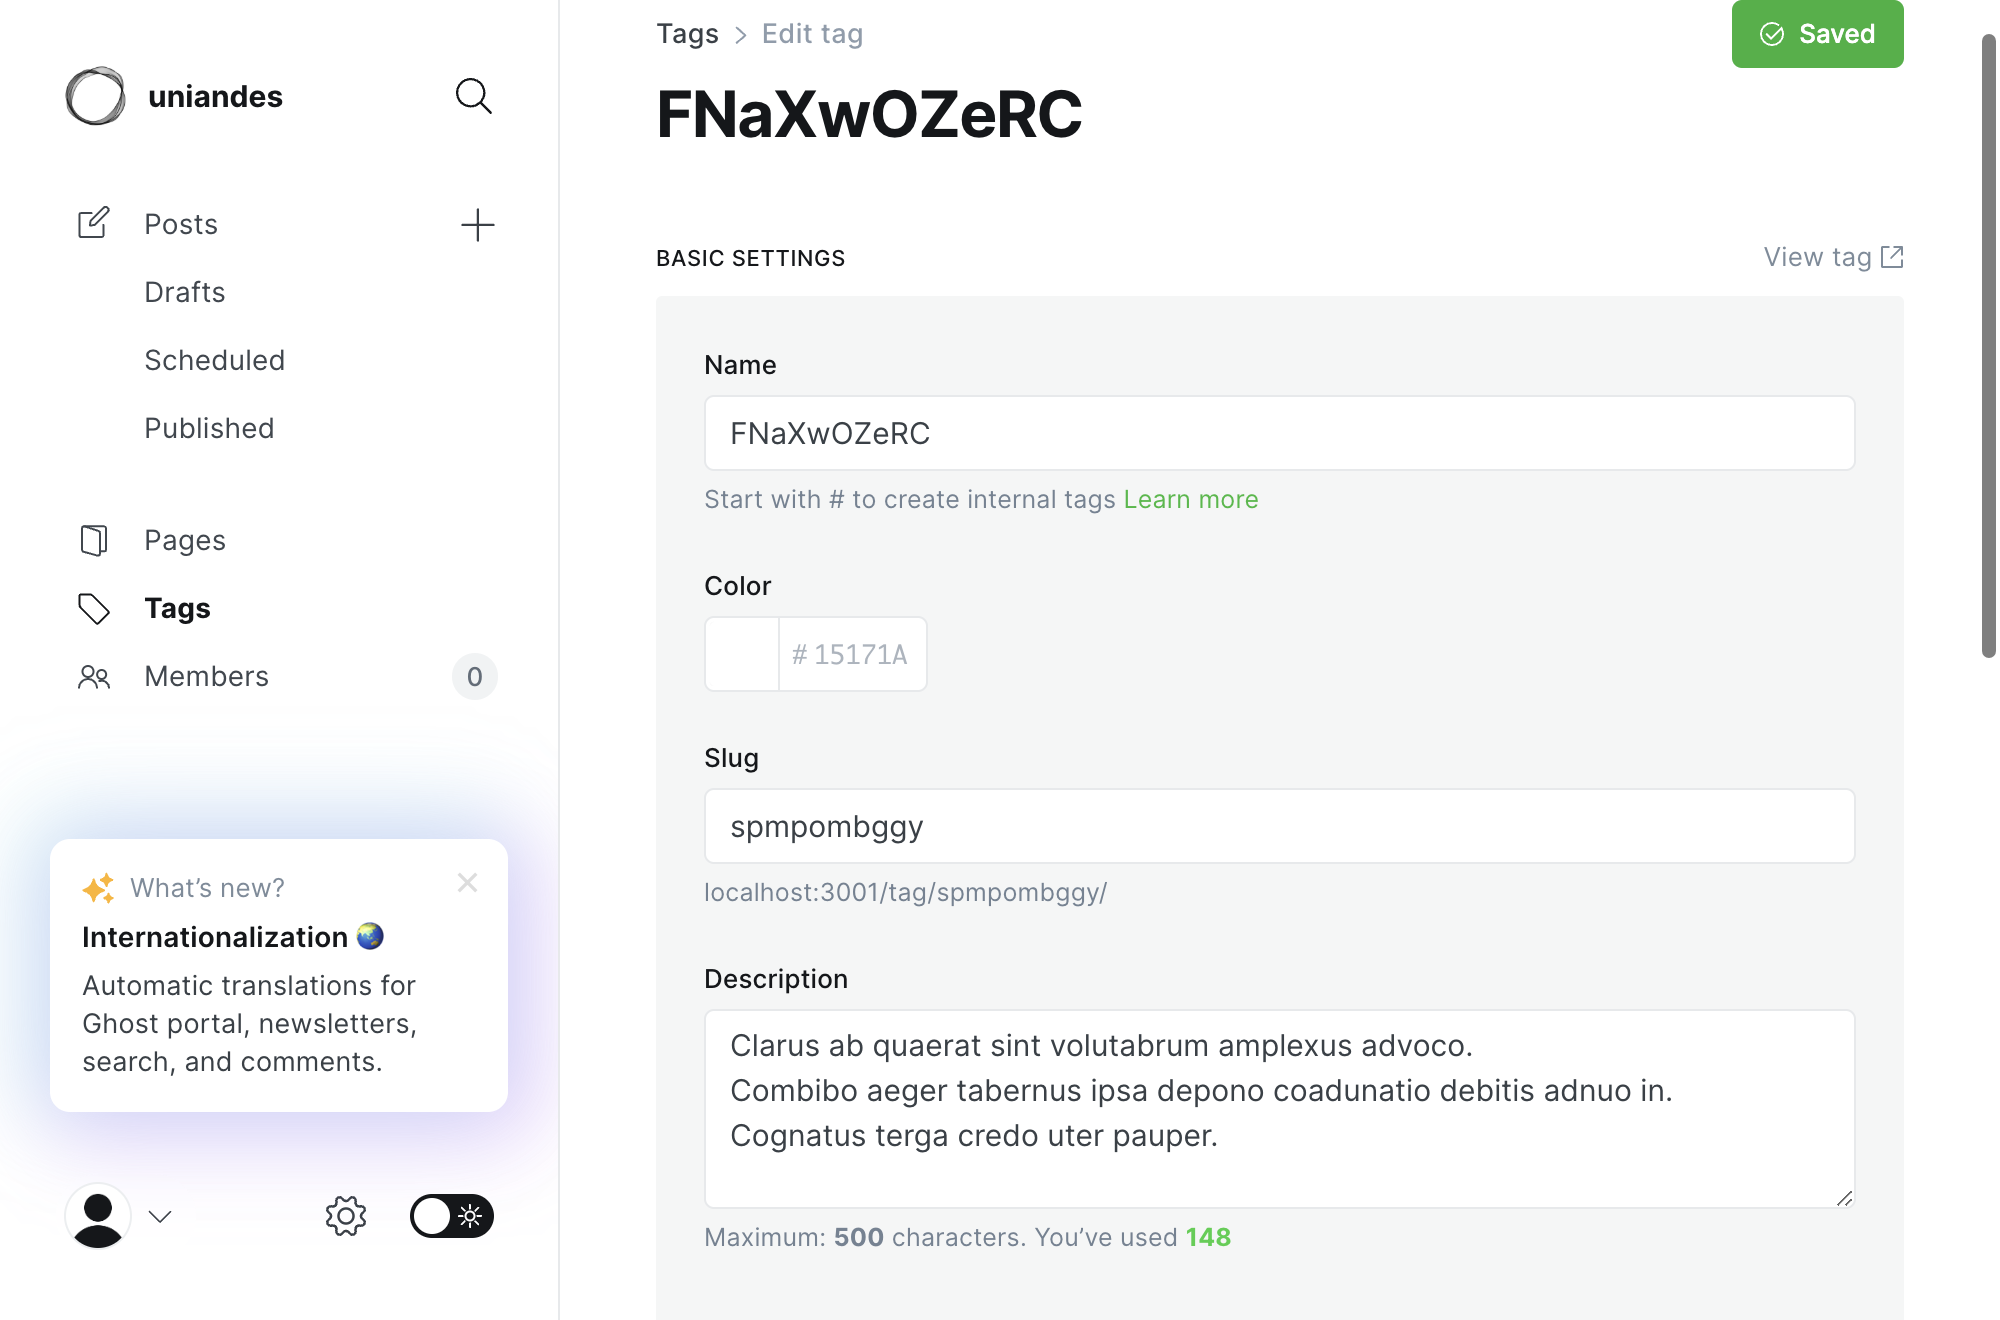 uniandes
Posts
Drafts
Scheduled
Published
Pages
Tags
Members
0
What's new?
Internationalization
Automatic translations for
Ghost portal, newsletters,
search, and comments.
Tags > Edit tag
Saved
FNaXwOZeRC
BASIC SETTINGS
View tag
Name
FNaXwOZeRC
Start with # to create internal tags Learn more
Color
# 15171A
Slug
spmpombggy
localhost:3001/tag/spmpombggy/
Description
Clarus ab quaerat sint volutabrum amplexus advoco.
Combibo aeger tabernus ipsa depono coadunatio debitis adnuo in.
Cognatus terga credo uter pauper.
Maximum: 500 characters. You’ve used 148